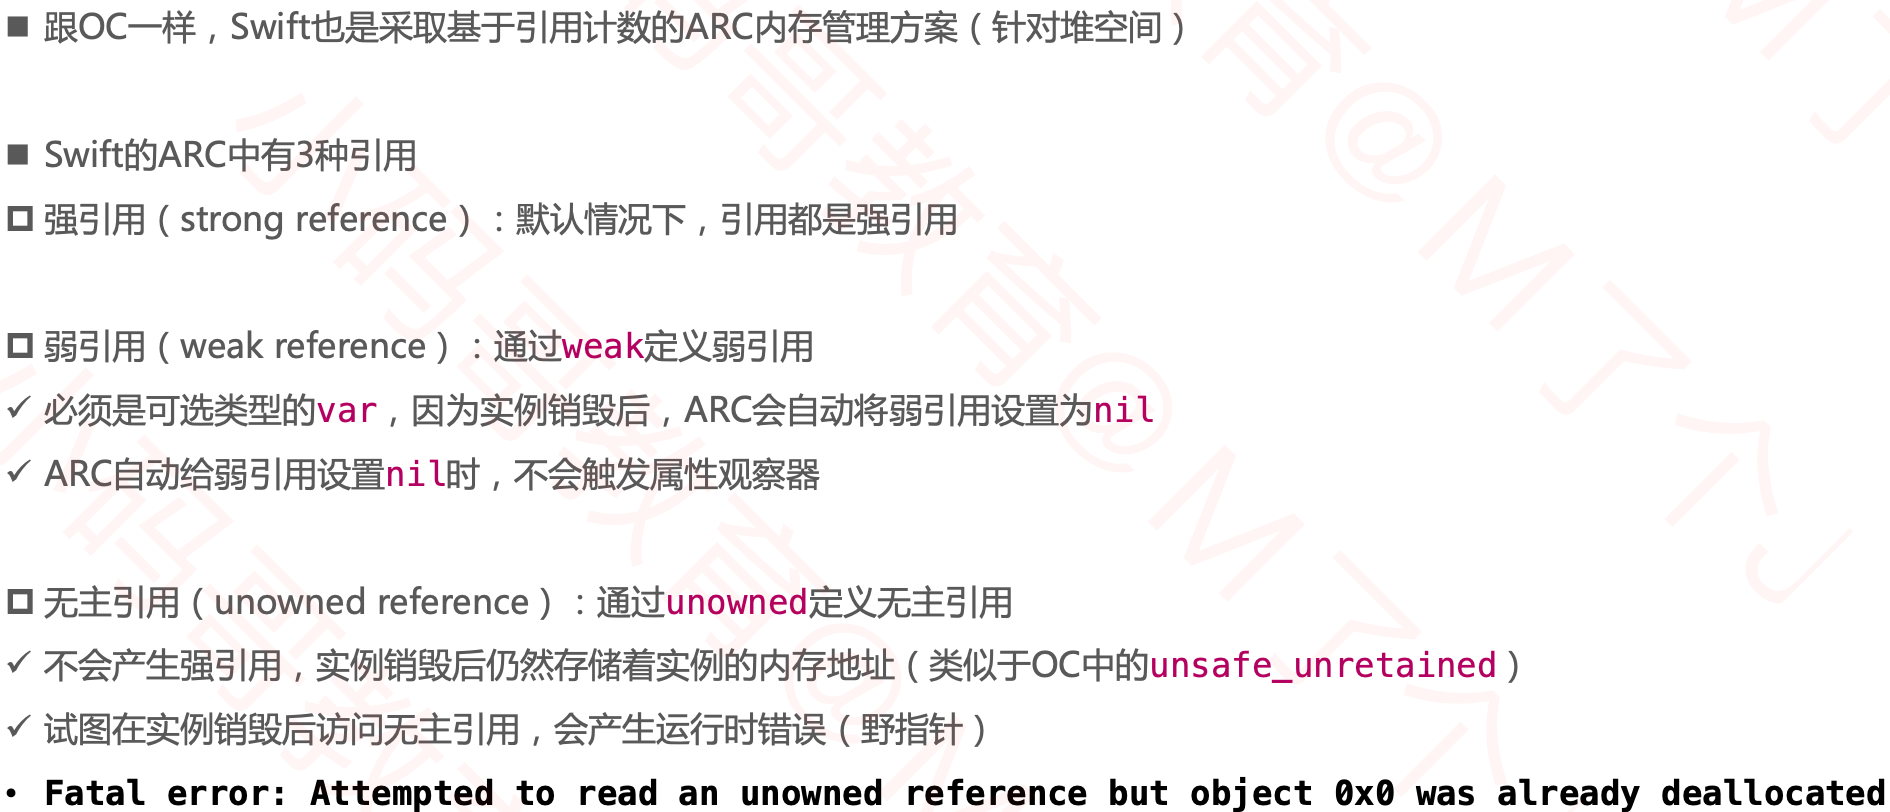 ■ 跟OC一样，Swift也是采取基于引用计数的ARC内存管理方案（针对堆空间）
■ Swift的ARC中有3种引用
□ 强引用（strong reference）：默认情况下，引用都是强引用
□ 弱引用（weak reference）：通过weak定义弱引用
✓ 必须是可选类型的var，因为实例销毁后，ARC会自动将弱引用设置为nil
✓ ARC自动给弱引用设置nil时，不会触发属性观察器
□ 无主引用（unowned reference）：通过unowned定义无主引用
✓ 不会产生强引用，实例销毁后仍然存储着实例的内存地址（类似于OC中的unsafe_unretained）
✓ 试图在实例销毁后访问无主引用，会产生运行时错误（野指针）
• Fatal error: Attempted to read an unowned reference but object 0x0 was already deallocated
小码哥教育@M了个J